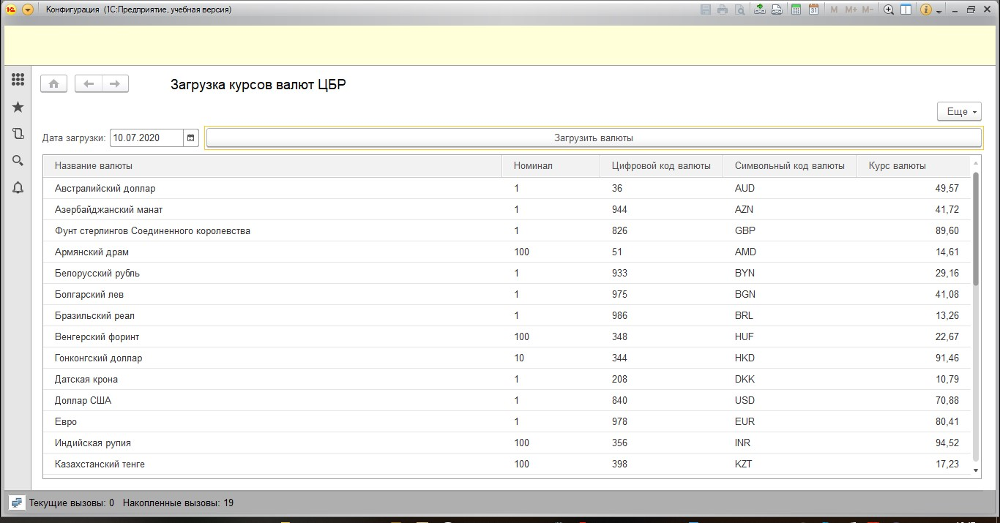 Конфигурация (1С:Предприятие, учебная версия)
M M+ M-
31
Загрузка курсов валют ЦБР
Еще
Дата загрузки: 10.07.2020 Загрузить валюты
Название валюты Номинал Цифровой код валюты Символьный код валюты Курс валюты
Австралийский доллар 1 36 AUD 49,57
Азербайджанский манат 1 944 AZN 41,72
Фунт стерлингов Соединенного королевства 1 826 GBP 89,60
Армянский драм 100 51 AMD 14,61
Белорусский рубль 1 933 BYN 29,16
Болгарский лев 1 975 BGN 41,08
Бразильский реал 1 986 BRL 13,26
Венгерский форинт 100 348 HUF 22,67
Гонконгский доллар 10 344 HKD 91,46
Датская крона 1 208 DKK 10,79
Доллар США 1 840 USD 70,88
Евро 1 978 EUR 80,41
Индийская рупия 100 356 INR 94,52
Казахстанский тенге 100 398 KZT 17,23
Текущие вызовы: 0 Накопленные вызовы: 19